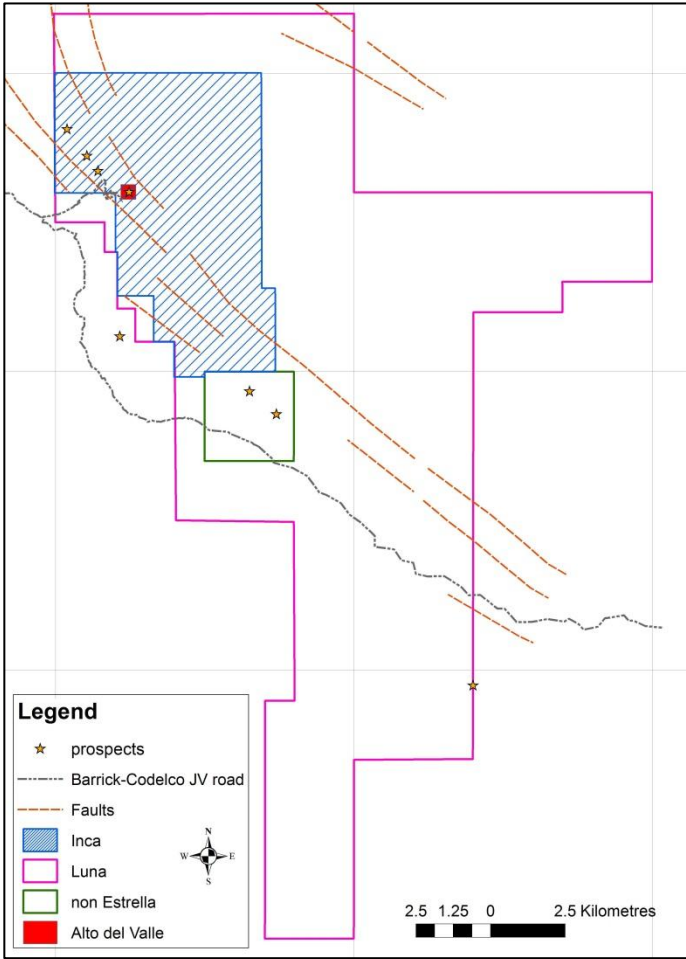 Legend
prospects
Barrick-Codelco JV road
Faults
Inca
Luna
non Estrella
Alto del Valle
N
W E
S
2.5 1.25 0 2.5 Kilometres